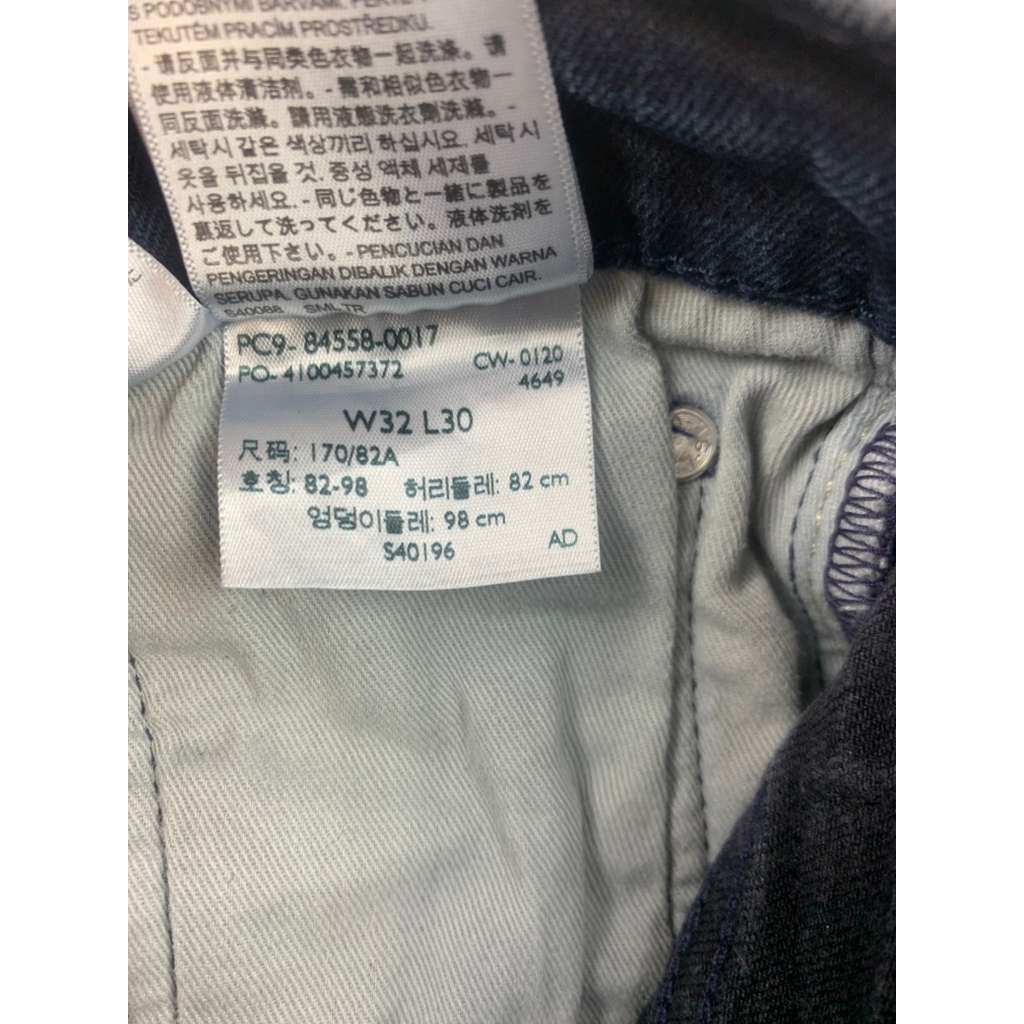 S PODOBNÝMI BARVAMI.
TEKUTÉM PRACÍM PROSTŘEDKU.
- 请反面并与同类色衣物一起洗涤。请
使用液体清洁剂。- 需和相似色衣物一
同反面洗滌。請用液態洗衣劑洗滌。-
세탁시 같은 색상끼리 하십시요. 세탁 시
옷을 뒤집을 것. 중성 액체 세제를
사용하세요. - 同じ色物と一緒に製品を
裏返して洗ってください。液体洗剤を
ご使用下さい。- PENCUCIAN DAN
PENGERINGAN DIBALIK DENGAN WARNA
SERUPA. GUNAKAN SABUN CUCI CAIR.
S40088 SML TR
PC9- 84558-0017
PO- 4100457372 CW- 0120
4649
W32 L30
尺码: 170/82A
호칭: 82-98 허리둘레: 82 cm
엉덩이둘레: 98 cm
S40196 AD